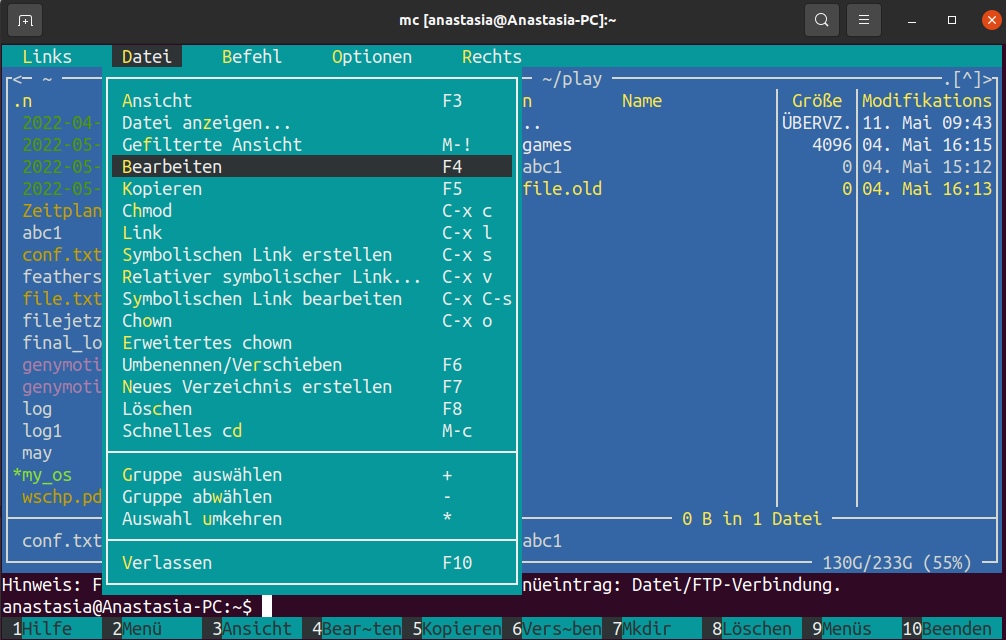 mc [anastasia@Anastasia-PC]:~
Links Datei Befehl Optionen Rechts
<─ ~ ~/play .[^]>
.n n Name Größe Modifikations
Ansicht F3
2022-04- Datei anzeigen... .. ÜBERVZ. 11. Mai 09:43
2022-05- Gefilterte Ansicht M-! games 4096 04. Mai 16:15
2022-05- Bearbeiten F4 abc1 0 04. Mai 15:12
2022-05- Kopieren F5 file.old 0 04. Mai 16:13
Zeitplan Chmod C-x c
abc1 Link C-x l
conf.txt Symbolischen Link erstellen C-x s
feathers Relativer symbolischer Link... C-x v
file.txt Symbolischen Link bearbeiten C-x C-s
filejetz Chown C-x o
final_lo Erweitertes chown
genymoti Umbenennen/Verschieben F6
genymoti Neues Verzeichnis erstellen F7
log Löschen F8
log1 Schnelles cd M-c
may
*my_os Gruppe auswählen +
wschp.pd Gruppe abwählen -
Auswahl umkehren * 0 B in 1 Datei
conf.txt abc1
Verlassen F10 130G/233G (55%)
Hinweis: F nüeintrag: Datei/FTP-Verbindung.
anastasia@Anastasia-PC:~$
1Hilfe 2Menü 3Ansicht 4Bear~ten 5Kopieren 6Vers~ben 7Mkdir 8Löschen 9Menüs 10Beenden